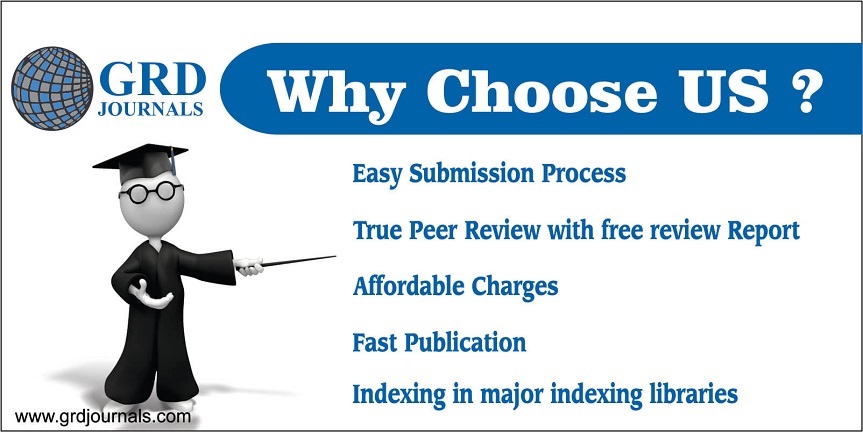 GRD
JOURNALS
Why Choose US ?
Easy Submission Process
True Peer Review with free review Report
Affordable Charges
Fast Publication
Indexing in major indexing libraries
www.grdjournals.com